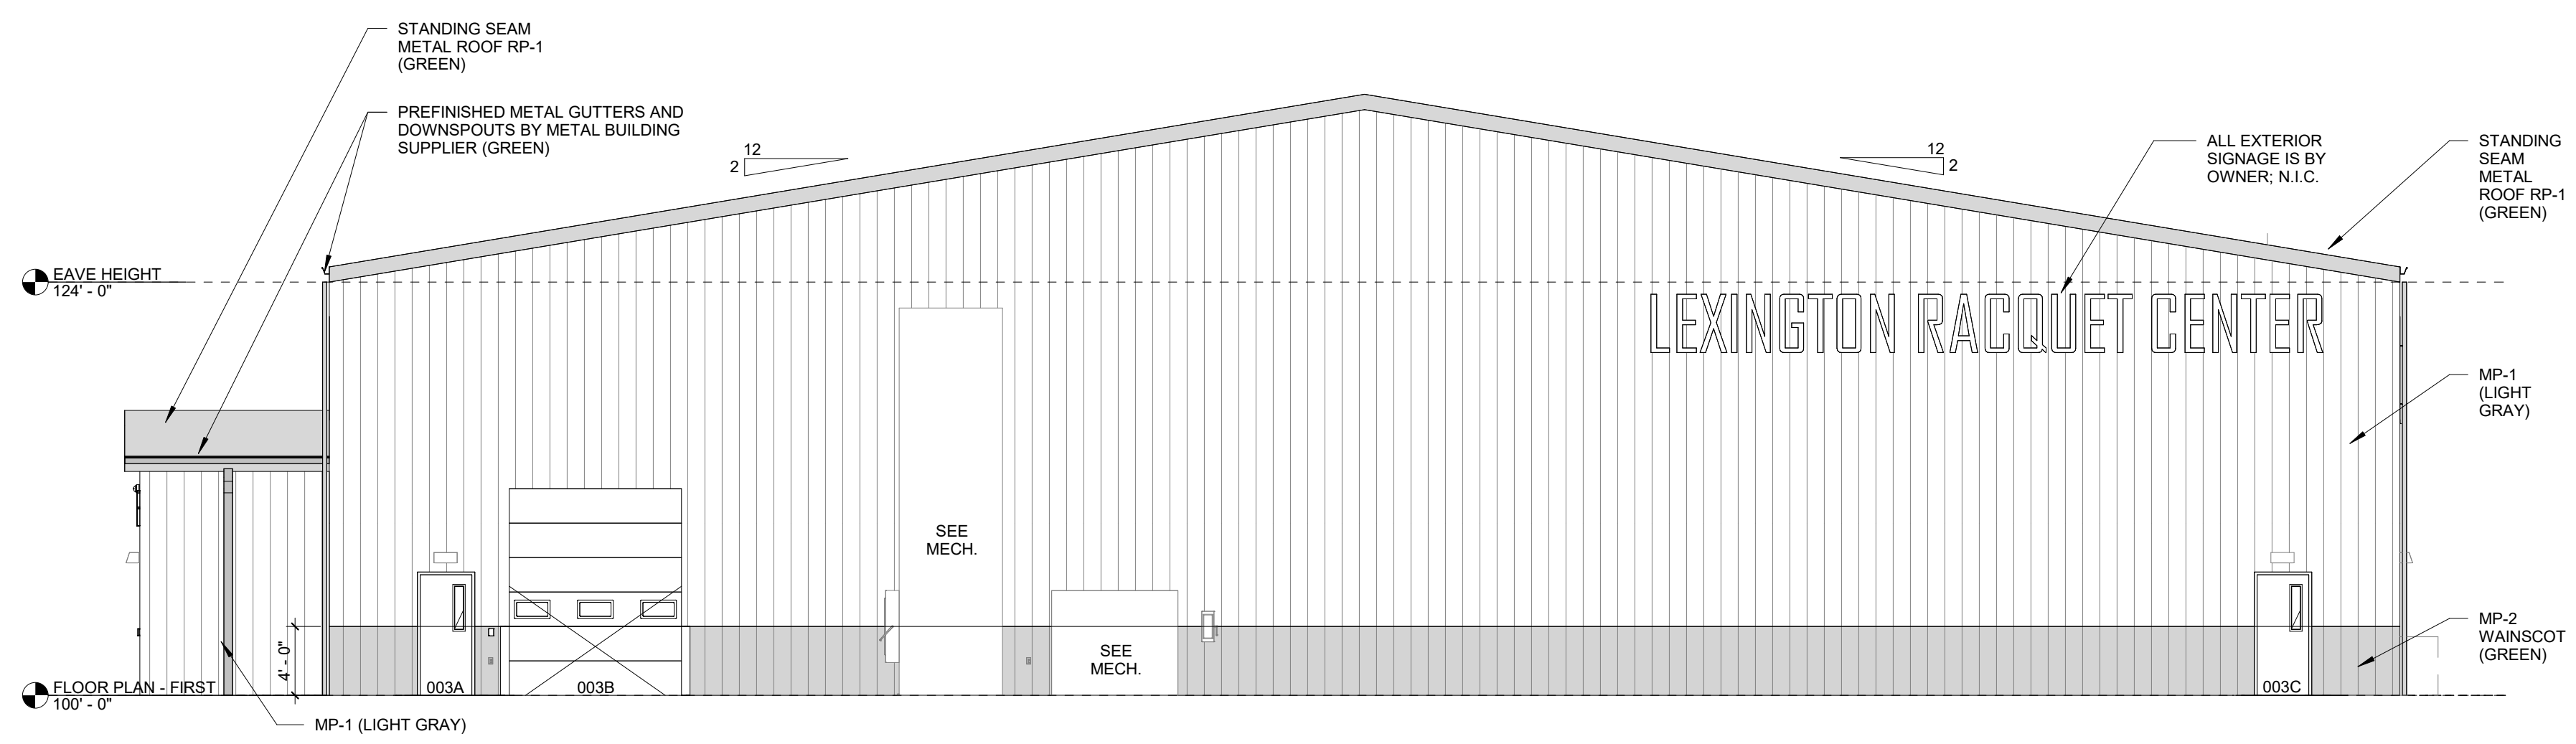 STANDING SEAM
METAL ROOF RP-1
(GREEN)
PREFINISHED METAL GUTTERS AND
DOWNSPOUTS BY METAL BUILDING
SUPPLIER (GREEN)
12
2
12
2
ALL EXTERIOR
SIGNAGE IS BY
OWNER; N.I.C.
STANDING
SEAM
METAL
ROOF RP-1
(GREEN)
EAVE HEIGHT
124' - 0"
LEXINGTON RACQUET CENTER
MP-1
(LIGHT
GRAY)
SEE
MECH.
SEE
MECH.
MP-2
WAINSCOT
(GREEN)
4' - 0"
003A
003B
003C
FLOOR PLAN - FIRST
100' - 0"
MP-1 (LIGHT GRAY)